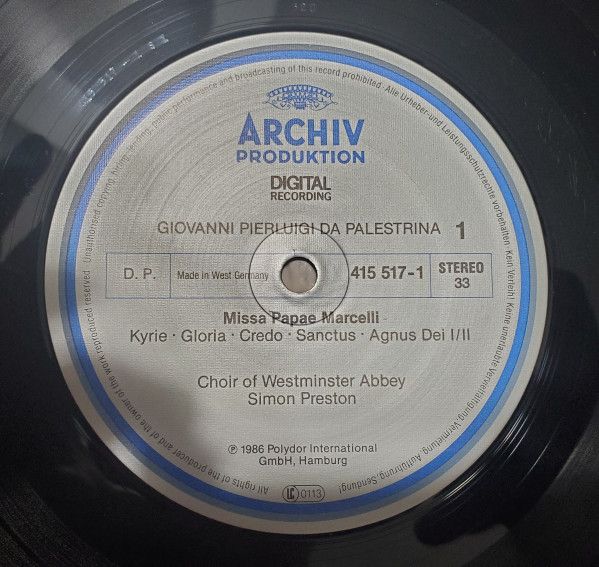 ARCHIV
PRODUKTION
DIGITAL
RECORDING
GIOVANNI PIERLUIGI DA PALESTRINA 1
D. P. Made in West Germany 415 517-1 STEREO
33
Missa Papae Marcelli
Kyrie · Gloria · Credo · Sanctus · Agnus Dei I/II
Choir of Westminster Abbey
Simon Preston
℗ 1986 Polydor International
GmbH, Hamburg
LC 0113
All rights of the producer and of the owner of the work reproduced reserved · Unauthorised copying, hiring, lending, public performance and broadcasting of this record prohibited · Alle Urheber- und Leistungsschutzrechte vorbehalten. Kein Verleih! Keine unerlaubte Vervielfältigung, Vermietung, Aufführung, Sendung!